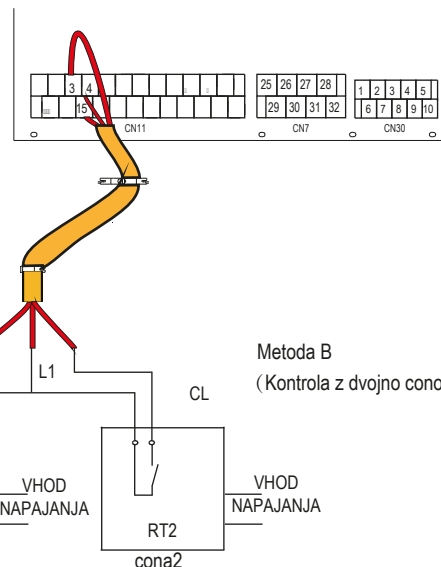 3 4
15
CN11
25 26 27 28
29 30 31 32
CN7
1 2 3 4 5
6 7 8 9 10
CN30
Metoda B
(Kontrola z dvojno cono
L1
CL
VHOD
NAPAJANJA
VHOD
NAPAJANJA
RT2
cona2